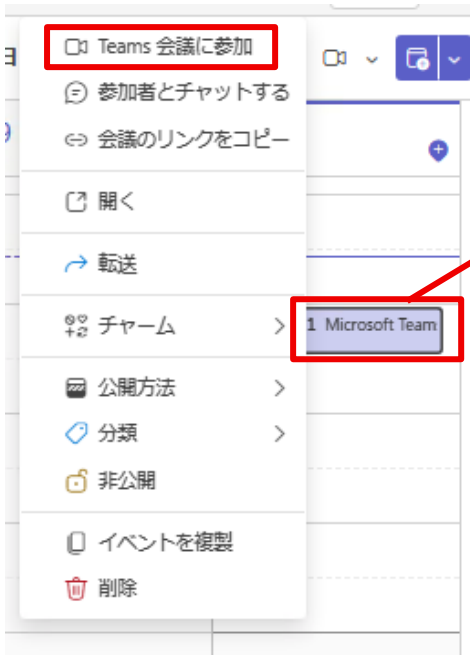 日
Teams 会議に参加
参加者とチャットする
会議のリンクをコピー
開く
転送
チャーム
1 Microsoft Team
公開方法
分類
非公開
イベントを複製
削除